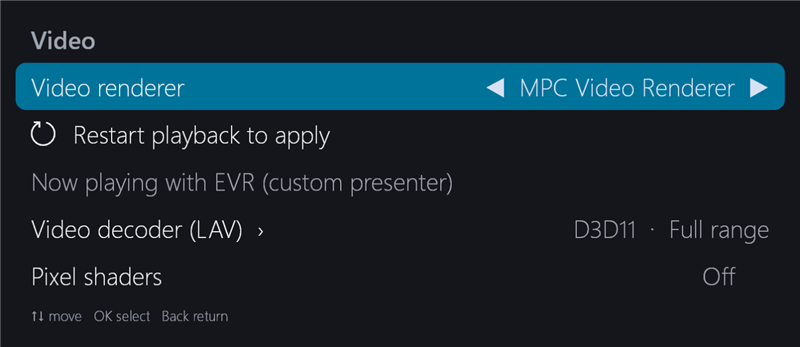 Video
Video renderer ◀ MPC Video Renderer ▶
Restart playback to apply
Now playing with EVR (custom presenter)
Video decoder (LAV) › D3D11 · Full range
Pixel shaders Off
↑↓ move OK select Back return